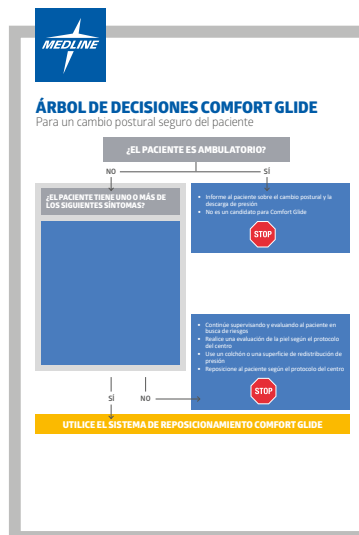 MEDLINE
ÁRBOL DE DECISIONES COMFORT GLIDE
Para un cambio postural seguro del paciente
¿EL PACIENTE ES AMBULATORIO?
NO
SÍ
¿EL PACIENTE TIENE UNO O MÁS DE
LOS SIGUIENTES SÍNTOMAS?
• Informe al paciente sobre el cambio postural y la
descarga de presión
• No es un candidato para Comfort Glide
STOP
• Continúe supervisando y evaluando al paciente en
busca de riesgos
• Realice una evaluación de la piel según el protocolo
del centro
• Use un colchón o una superficie de redistribución de
presión
• Reposicione al paciente según el protocolo del centro
STOP
SÍ
NO
UTILICE EL SISTEMA DE REPOSICIONAMIENTO COMFORT GLIDE